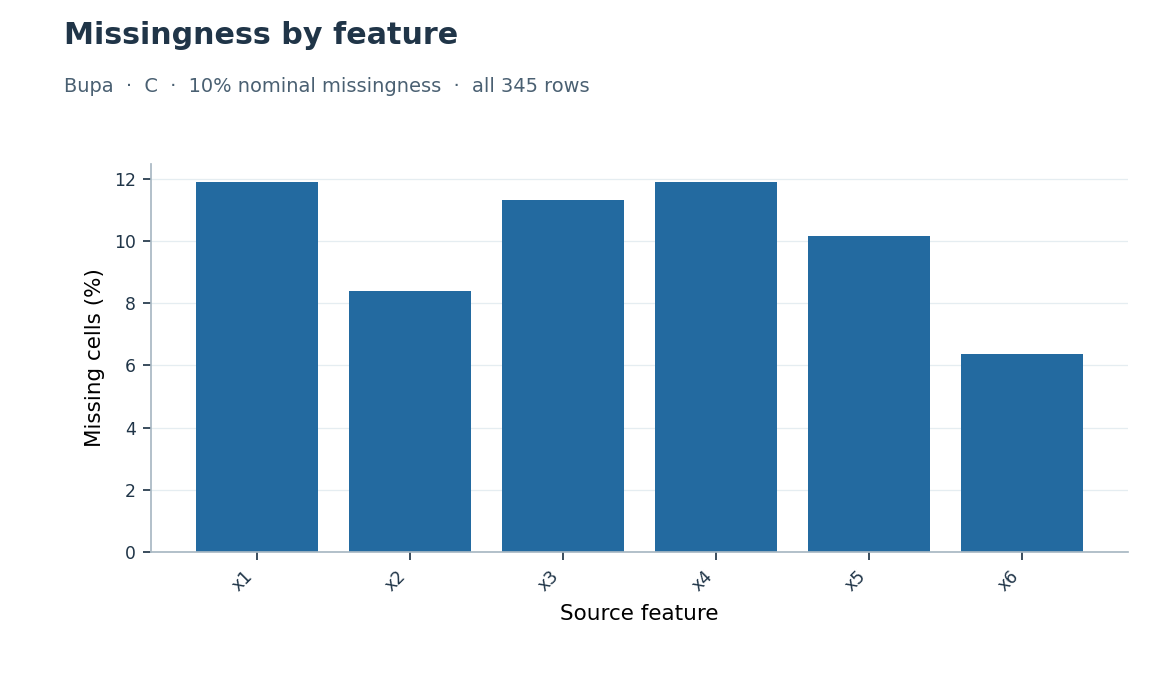 Missingness by feature
Bupa · C · 10% nominal missingness · all 345 rows
12
10
8
6
4
2
0
Missing cells (%)
x1
x2
x3
x4
x5
x6
Source feature